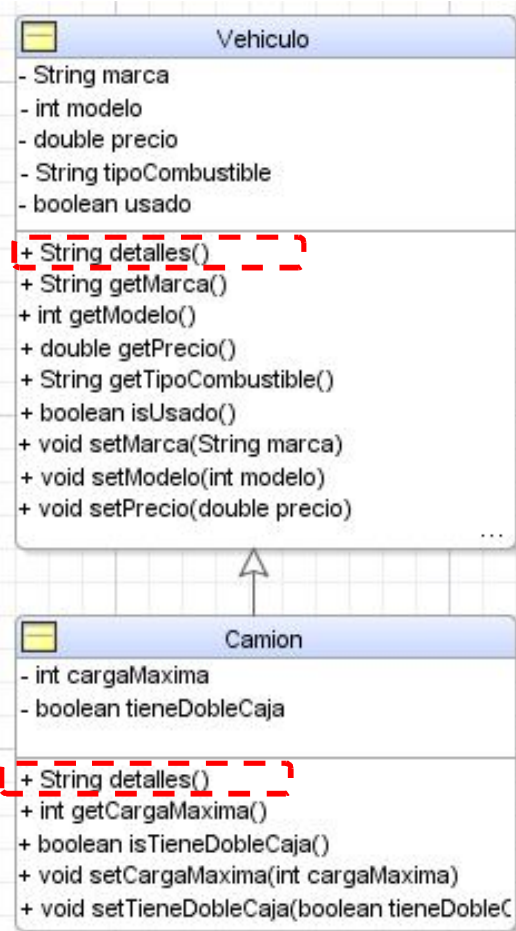 Vehiculo
- String marca
- int modelo
- double precio
- String tipoCombustible
- boolean usado
+ String detalles()
+ String getMarca()
+ int getModelo()
+ double getPrecio()
+ String getTipoCombustible()
+ boolean isUsado()
+ void setMarca(String marca)
+ void setModelo(int modelo)
+ void setPrecio(double precio)
...
Camion
- int cargaMaxima
- boolean tieneDobleCaja
+ String detalles()
+ int getCargaMaxima()
+ boolean isTieneDobleCaja()
+ void setCargaMaxima(int cargaMaxima)
+ void setTieneDobleCaja(boolean tieneDobleC